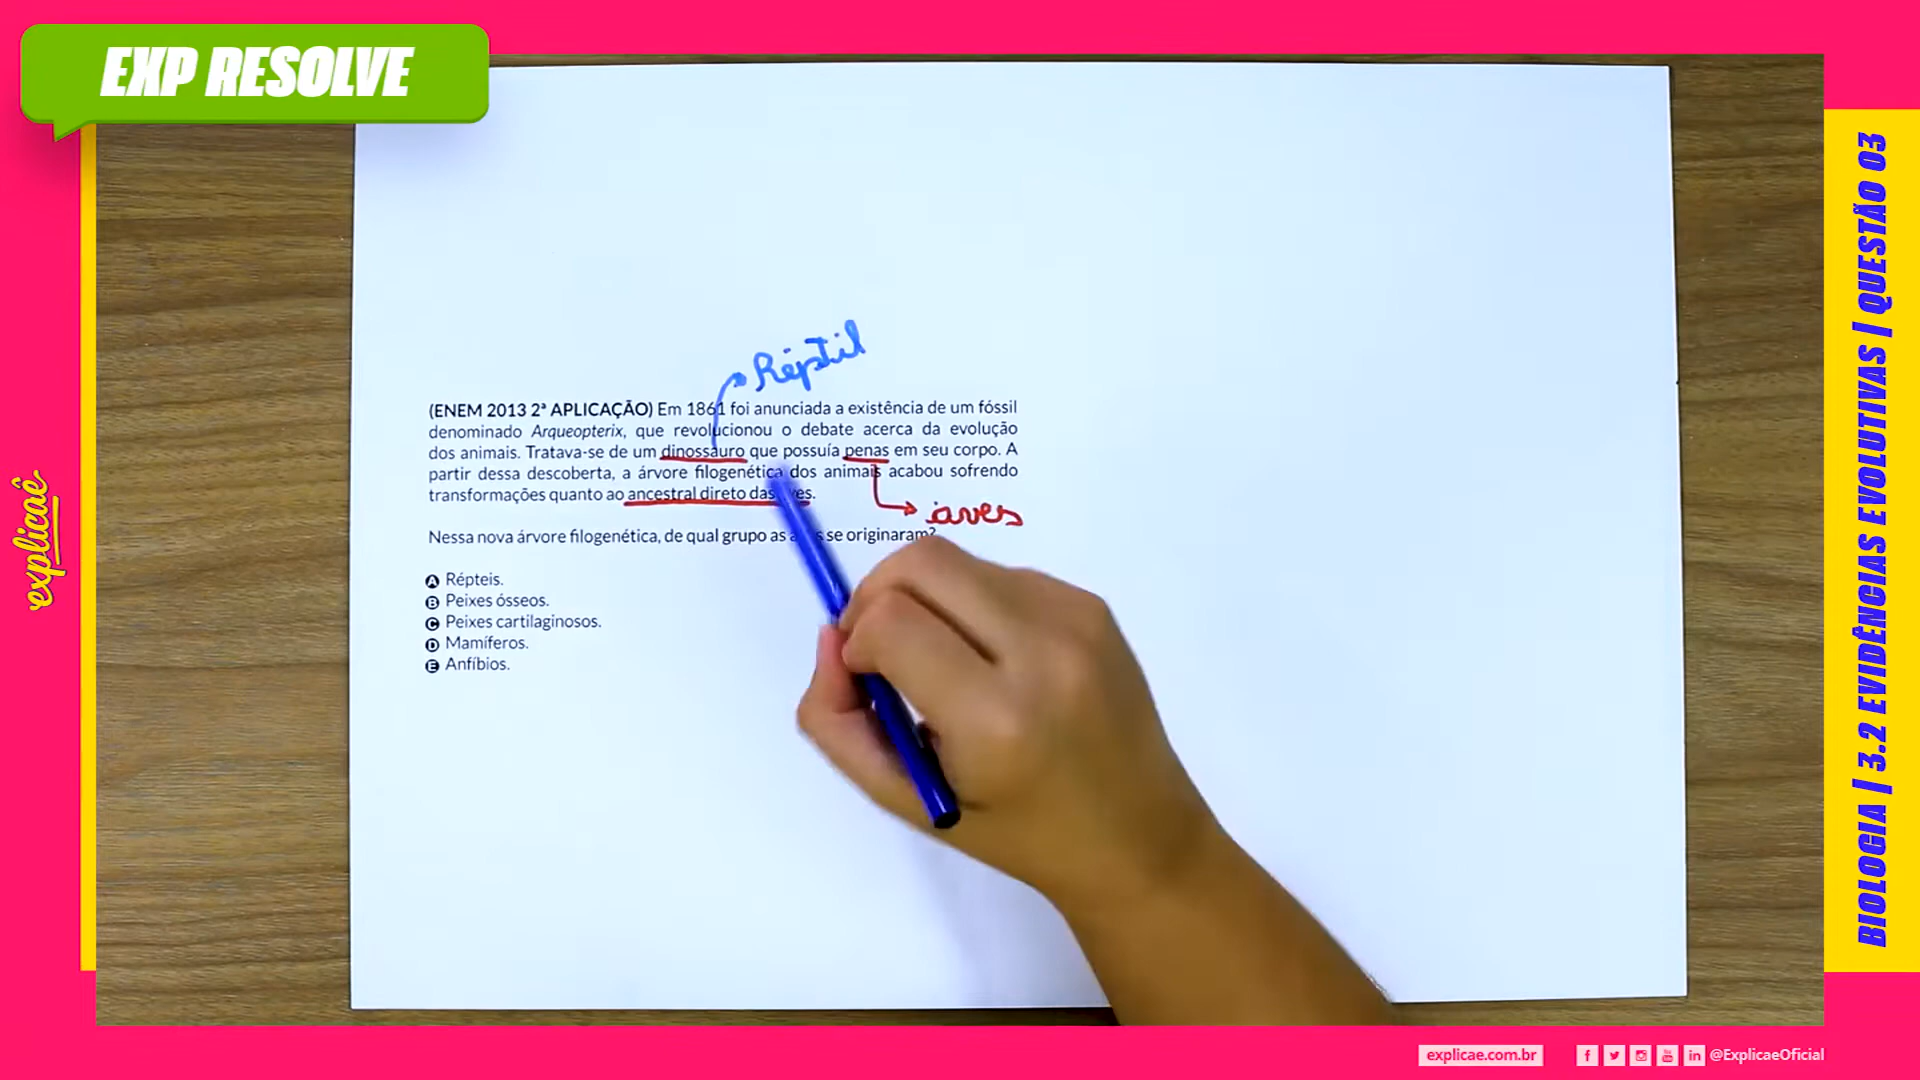 EXP RESOLVE
Réptil
(ENEM 2013 2ª APLICAÇÃO) Em 1861 foi anunciada a existência de um fóssil
denominado Arqueopterix, que revolucionou o debate acerca da evolução
dos animais. Tratava-se de um dinossauro que possuía penas em seu corpo. A
partir dessa descoberta, a árvore filogenética dos animais acabou sofrendo
transformações quanto ao ancestral direto das aves.
aves
Nessa nova árvore filogenética, de qual grupo as aves se originaram?
A Répteis.
B Peixes ósseos.
C Peixes cartilaginosos.
D Mamíferos.
E Anfíbios.
explicaê
BIOLOGIA | 3.2 EVIDÊNCIAS EVOLUTIVAS | QUESTÃO 03
explicae.com.br
@ExplicaeOficial